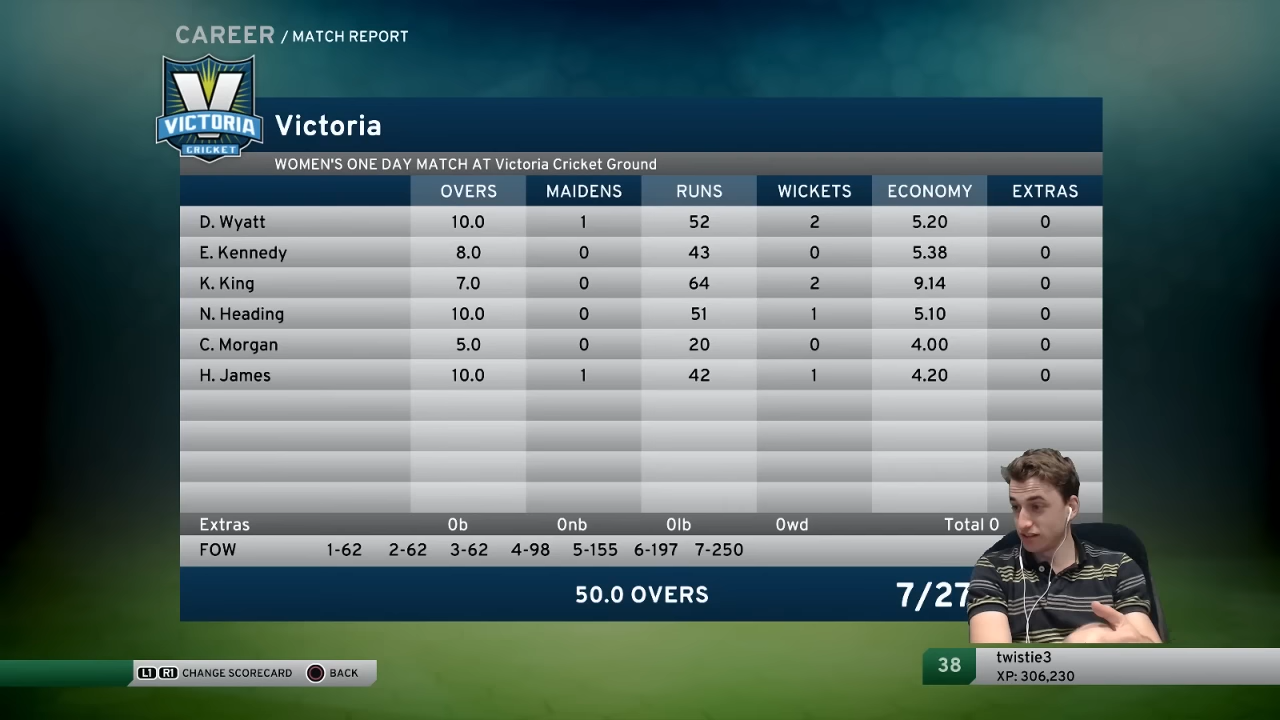 CAREER / MATCH REPORT
VICTORIA
CRICKET
Victoria
WOMEN'S ONE DAY MATCH AT Victoria Cricket Ground
OVERS MAIDENS RUNS WICKETS ECONOMY EXTRAS
D. Wyatt 10.0 1 52 2 5.20 0
E. Kennedy 8.0 0 43 0 5.38 0
K. King 7.0 0 64 2 9.14 0
N. Heading 10.0 0 51 1 5.10 0
C. Morgan 5.0 0 20 0 4.00 0
H. James 10.0 1 42 1 4.20 0
Extras 0b 0nb 0lb 0wd Total 0
FOW 1-62 2-62 3-62 4-98 5-155 6-197 7-250
50.0 OVERS 7/27
L1 R1 CHANGE SCORECARD BACK
38 twistie3
XP: 306,230